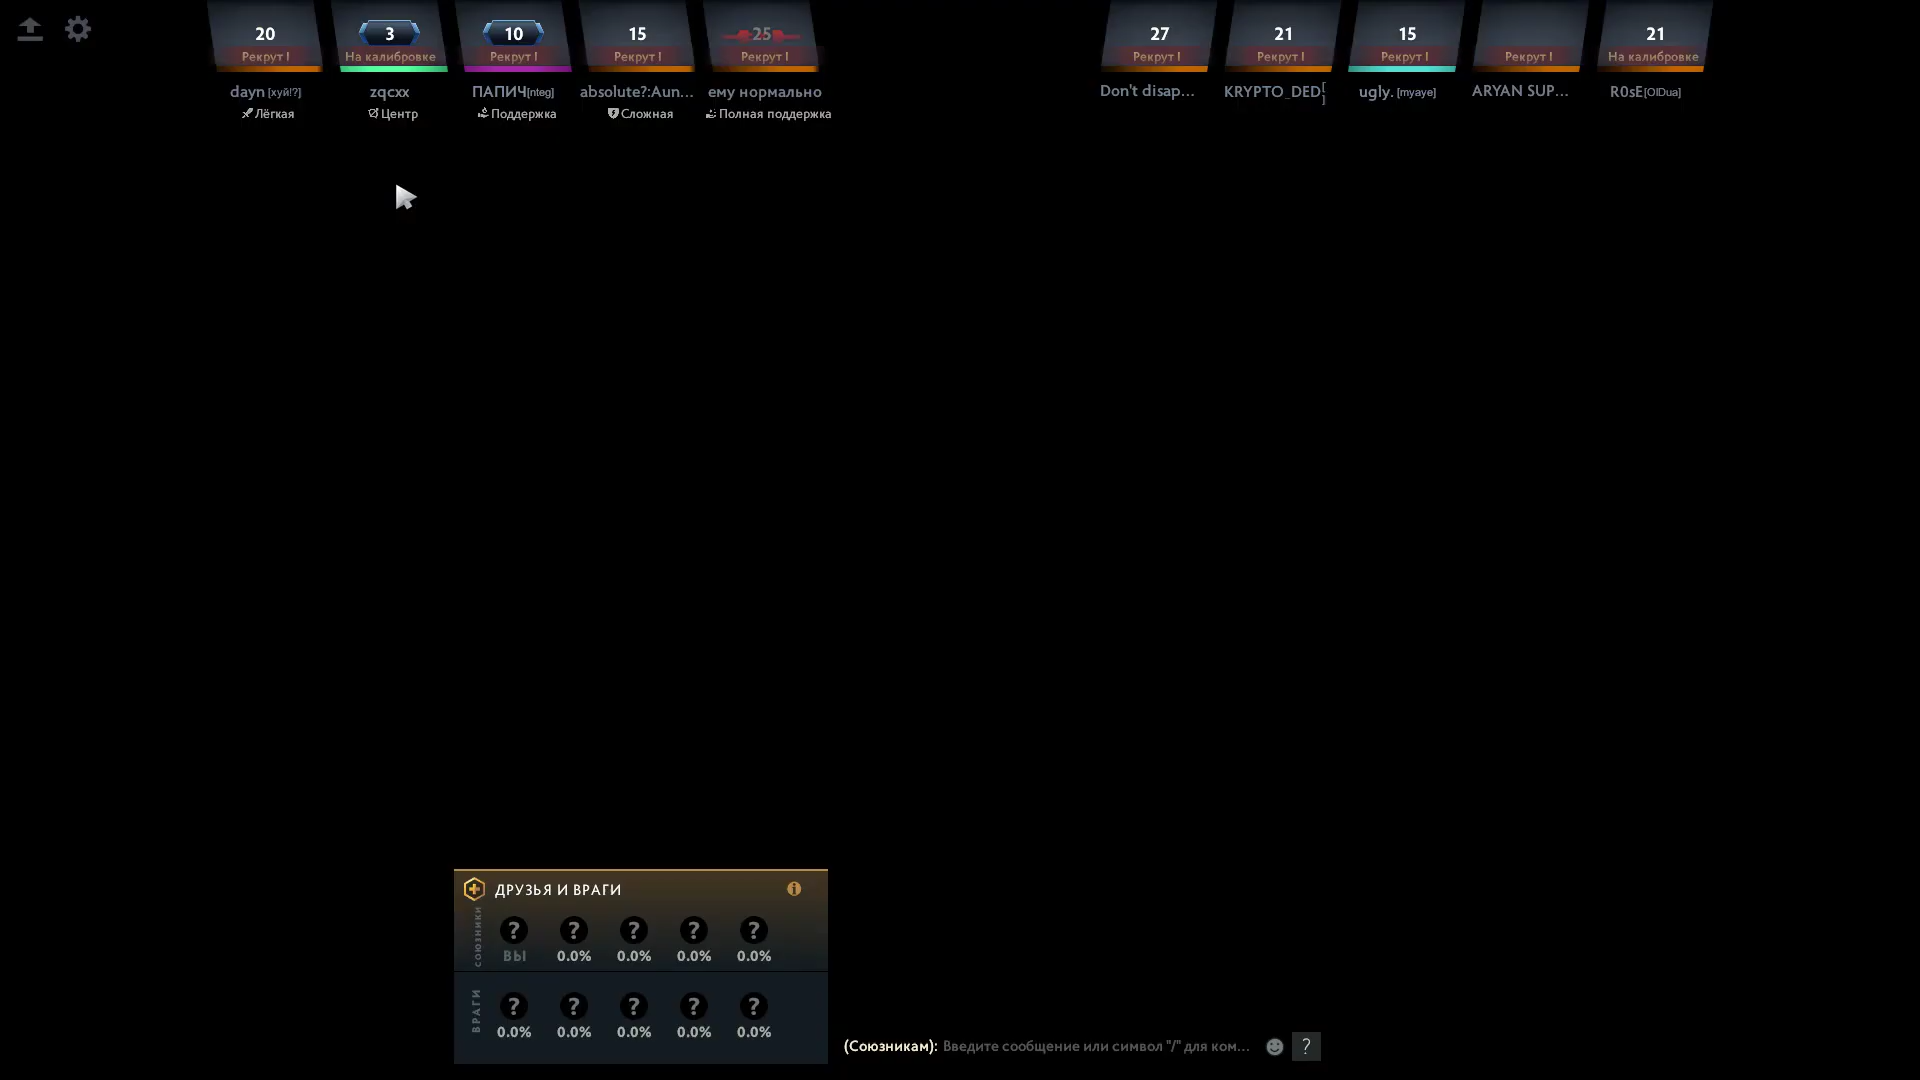 20 3 10 15 25 27 21 15 21
Рекрут I На калибровке Рекрут I Рекрут I Рекрут I Рекрут I Рекрут I Рекрут I Рекрут I На калибровке
dayn [хуй!?] zqcxx ПАПИЧ[nteg] absolute?:Aun... ему нормально Don't disap... KRYPTO_DED[ ] ugly. [myaye] ARYAN SUP... R0sE[OlDua]
Лёгкая Центр Поддержка Сложная Полная поддержка
ДРУЗЬЯ И ВРАГИ
СОЮЗНИКИ
? ? ? ? ?
ВЫ 0.0% 0.0% 0.0% 0.0%
ВРАГИ
? ? ? ? ?
0.0% 0.0% 0.0% 0.0% 0.0%
(Союзникам): Введите сообщение или символ "/" для ком... ?